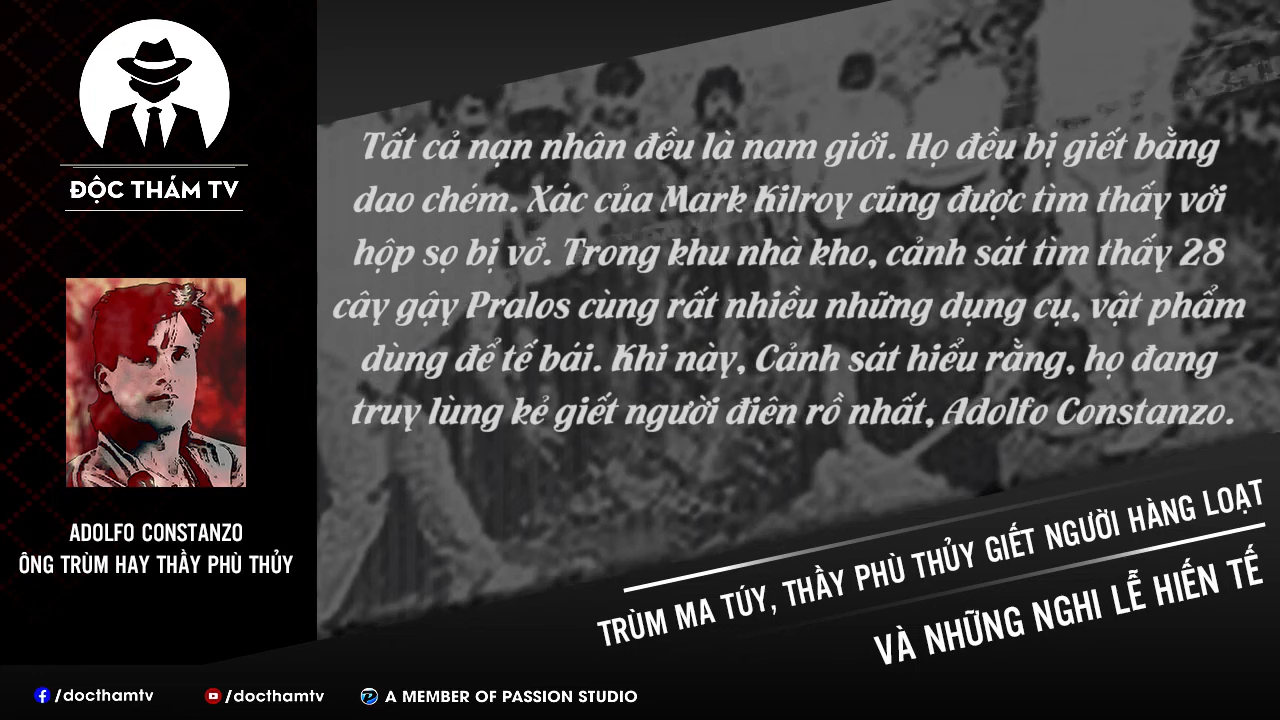 ĐỘC THÁM TV
ADOLFO CONSTANZO
ÔNG TRÙM HAY THẦY PHÙ THỦY
Tất cả nạn nhân đều là nam giới. Họ đều bị giết bằng
dao chém. Xác của Mark Kilroy cũng được tìm thấy với
hộp sọ bị vỡ. Trong khu nhà kho, cảnh sát tìm thấy 28
cây gậy Pralos cùng rất nhiều những dụng cụ, vật phẩm
dùng để tế bái. Khi này, Cảnh sát hiểu rằng, họ đang
truy lùng kẻ giết người điên rồ nhất, Adolfo Constanzo.
TRÙM MA TÚY, THẦY PHÙ THỦY GIẾT NGƯỜI HÀNG LOẠT
VÀ NHỮNG NGHI LỄ HIẾN TẾ
/docthamtv
/docthamtv
A MEMBER OF PASSION STUDIO